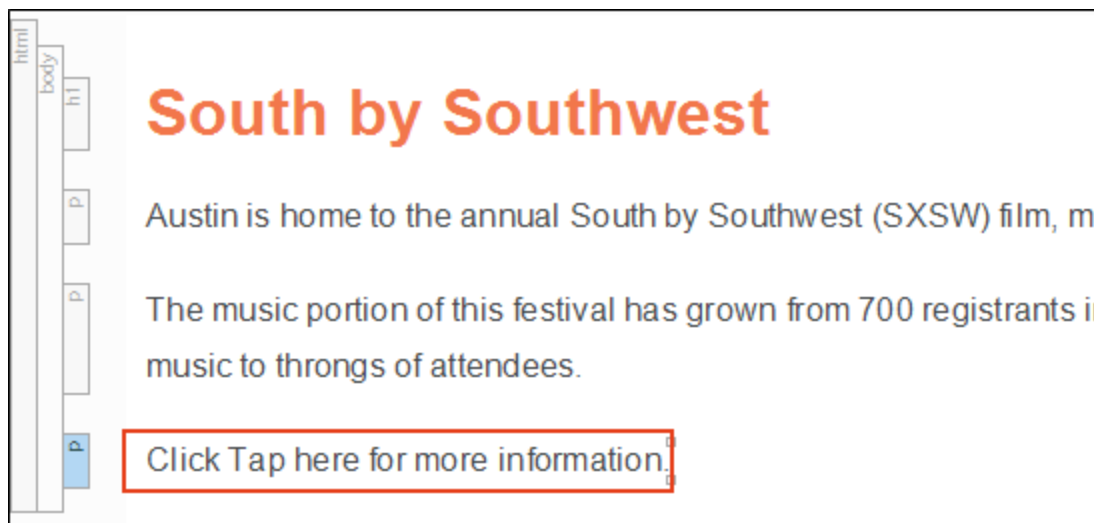 html
body
h1
South by Southwest
p
Austin is home to the annual South by Southwest (SXSW) film,
p
The music portion of this festival has grown from 700 registrants
music to throngs of attendees.
p
Click Tap here for more information.